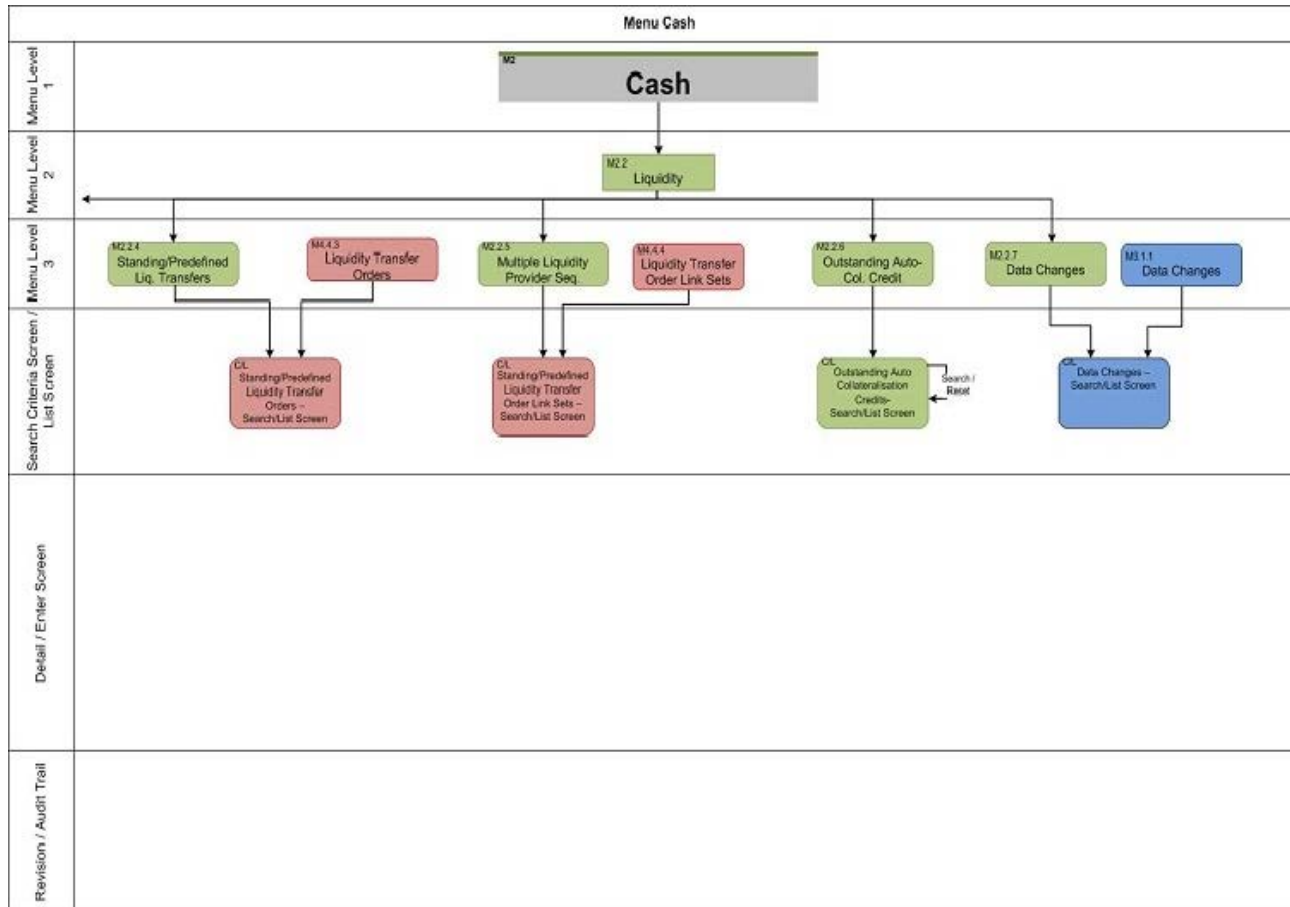 Menu Cash
Menu Level
1
M2
Cash
Menu Level
2
M2.2
Liquidity
Menu Level
3
M2.2.4
Standing/Predefined
Liq. Transfers
M4.4.3
Liquidity Transfer
Orders
M2.2.5
Multiple Liquidity
Provider Seq.
M4.4.4
Liquidity Transfer
Order Link Sets
M2.2.6
Outstanding Auto-
Col. Credit
M2.2.7
Data Changes
M3.1.1
Data Changes
Search Criteria Screen /
List Screen
C/L
Standing/Predefined
Liquidity Transfer
Orders –
Search/List Screen
C/L
Standing/Predefined
Liquidity Transfer
Order Link Sets –
Search/List Screen
C/L
Outstanding Auto
Collateralisation
Credits-
Search/List Screen
Search /
Reset
C/L
Data Changes –
Search/List Screen
Detail / Enter Screen
Revision / Audit Trail